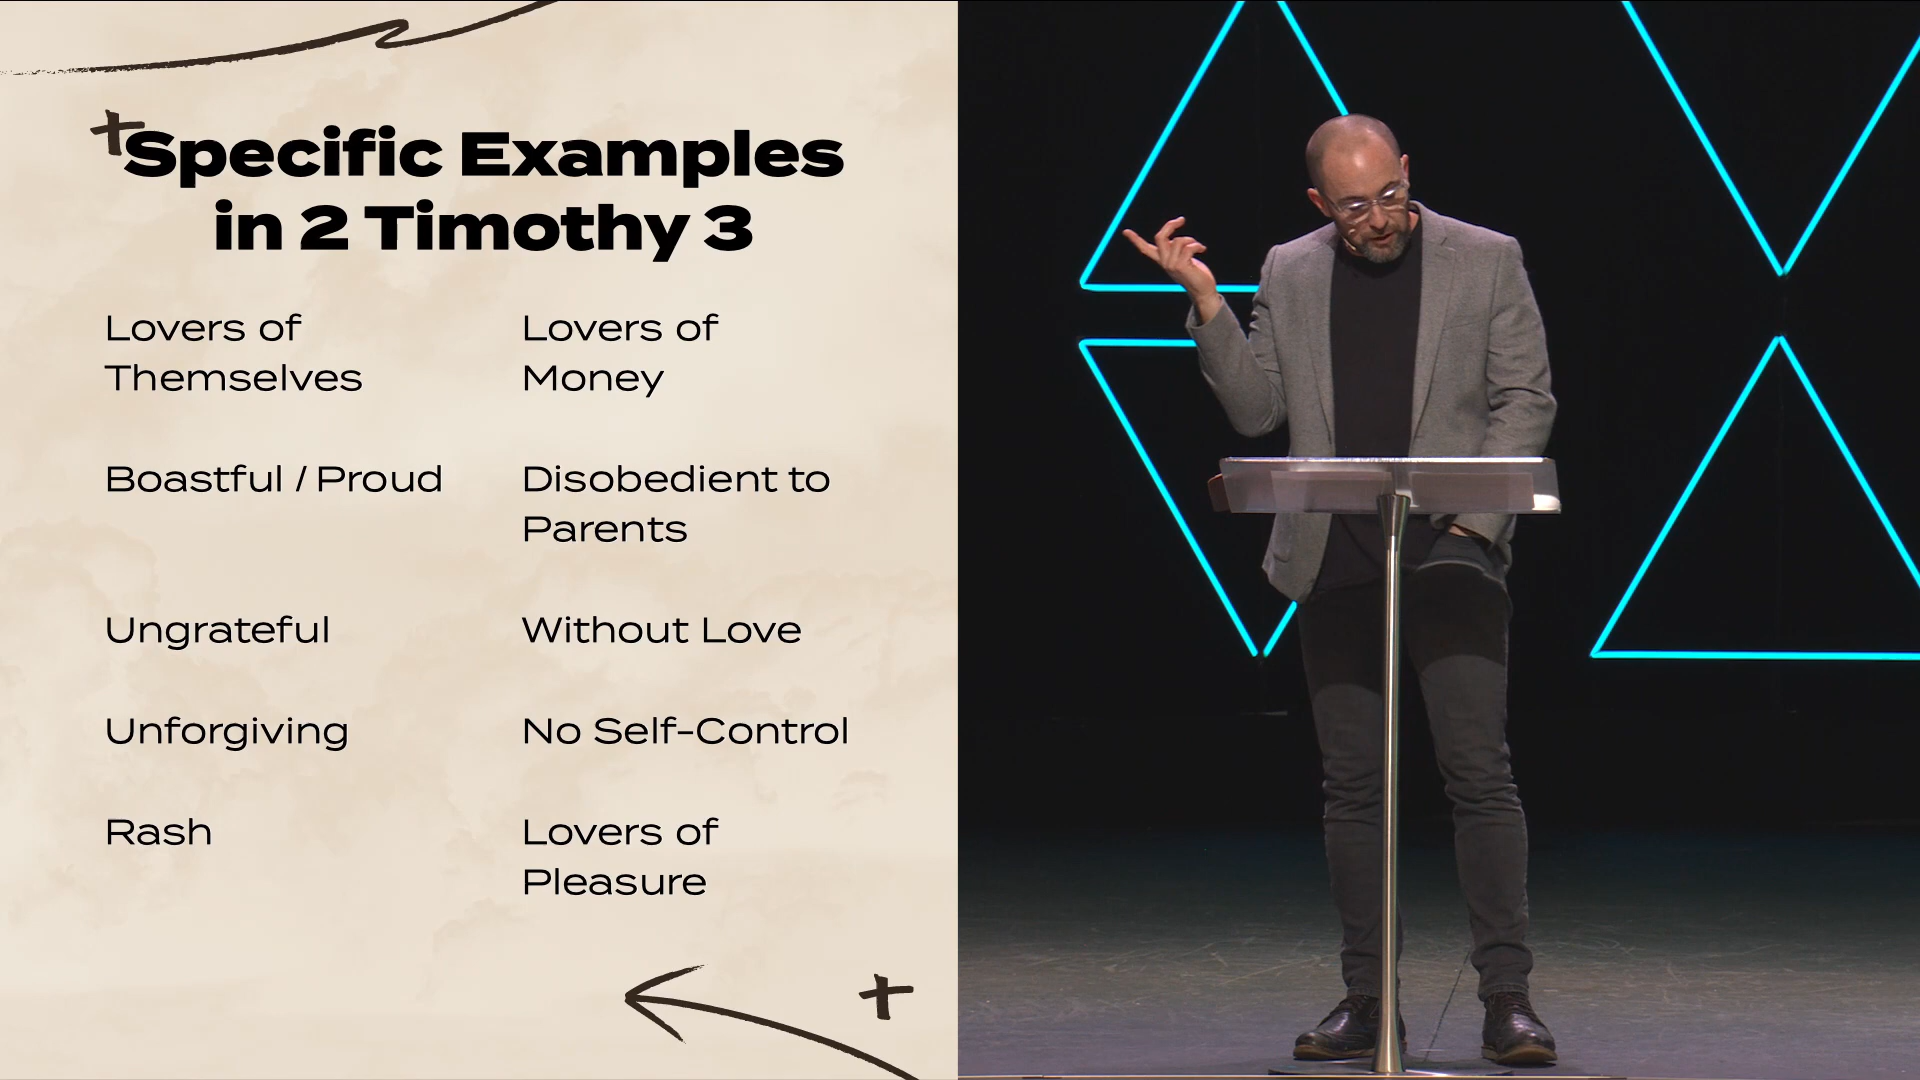 Specific Examples
in 2 Timothy 3
Lovers of
Themselves
Lovers of
Money
Boastful / Proud
Disobedient to
Parents
Ungrateful
Without Love
Unforgiving
No Self-Control
Rash
Lovers of
Pleasure